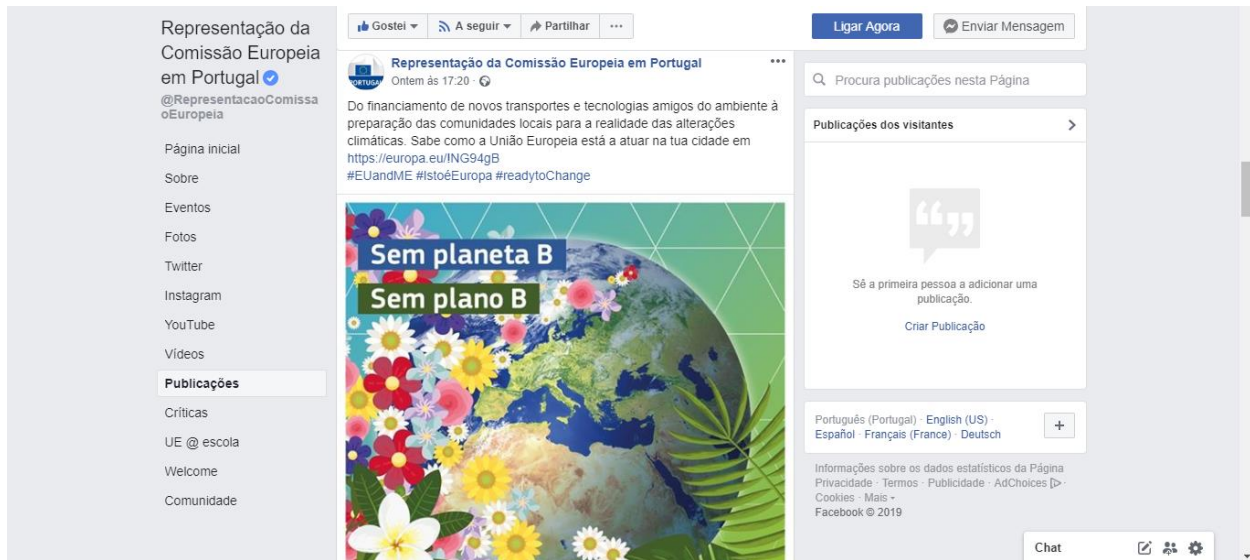 Representação da
Comissão Europeia
em Portugal
@RepresentacaoComissa
oEuropeia
Página inicial
Sobre
Eventos
Fotos
Twitter
Instagram
YouTube
Vídeos
Publicações
Críticas
UE @ escola
Welcome
Comunidade
Gostei
A seguir
Partilhar
...
PORTUGAL
Representação da Comissão Europeia em Portugal
Ontem às 17:20 ·
Do financiamento de novos transportes e tecnologias amigos do ambiente à
preparação das comunidades locais para a realidade das alterações
climáticas. Sabe como a União Europeia está a atuar na tua cidade em
https://europa.eu/!NG94gB
#EUandME #IstoéEuropa #readytoChange
Sem planeta B
Sem plano B
Ligar Agora
Enviar Mensagem
Procura publicações nesta Página
Publicações dos visitantes
Sê a primeira pessoa a adicionar uma
publicação.
Criar Publicação
Português (Portugal) · English (US) ·
Español · Français (France) · Deutsch
Informações sobre os dados estatísticos da Página
Privacidade · Termos · Publicidade · AdChoices ·
Cookies · Mais
Facebook © 2019
Chat